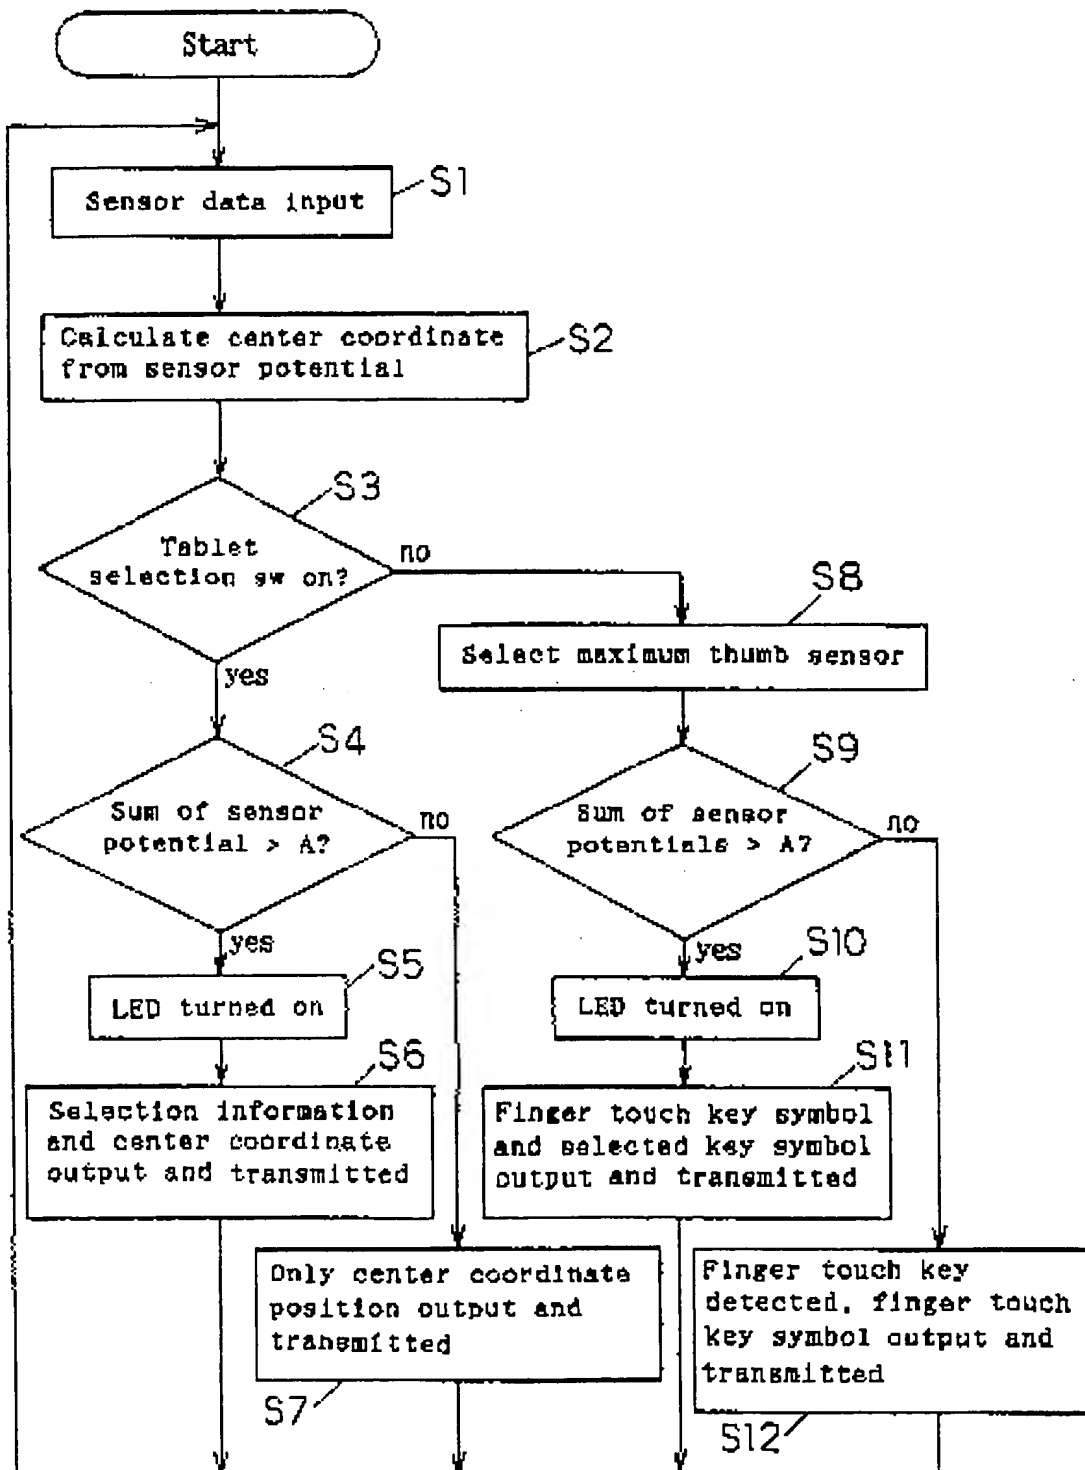 Start
Sensor data input
S1
Calculate center coordinate
from sensor potential
S2
S3
Tablet
selection sw on?
no
yes
S8
Select maximum thumb sensor
S4
Sum of sensor
potential > A?
no
yes
S9
Sum of sensor
potentials > A?
no
yes
S5
LED turned on
S10
LED turned on
S6
Selection information
and center coordinate
output and transmitted
S11
Finger touch key symbol
and selected key symbol
output and transmitted
Only center coordinate
position output and
transmitted
S7
Finger touch key
detected, finger touch
key symbol output and
transmitted
S12